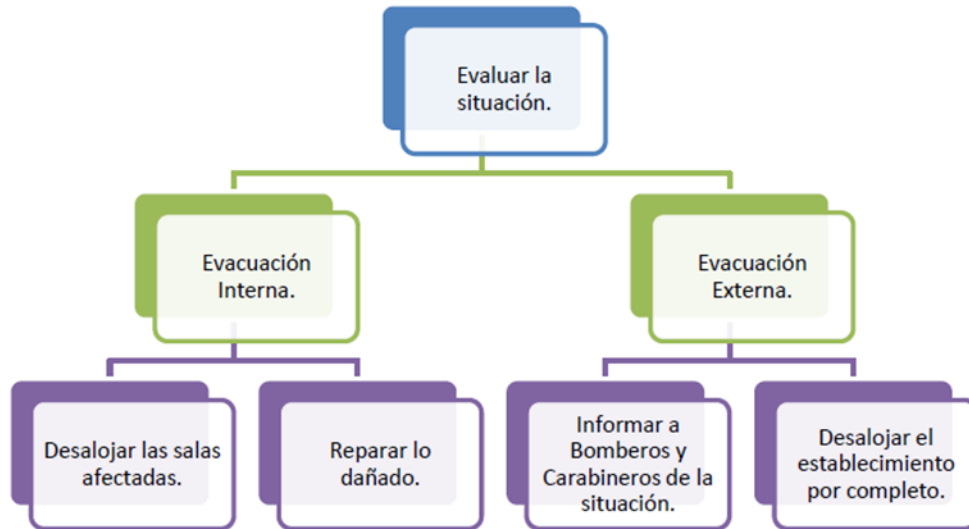 Evaluar la
situación.
Evacuación
Interna.
Evacuación
Externa.
Desalojar las salas
afectadas.
Reparar lo
dañado.
Informar a
Bomberos y
Carabineros de la
situación.
Desalojar el
establecimiento
por completo.